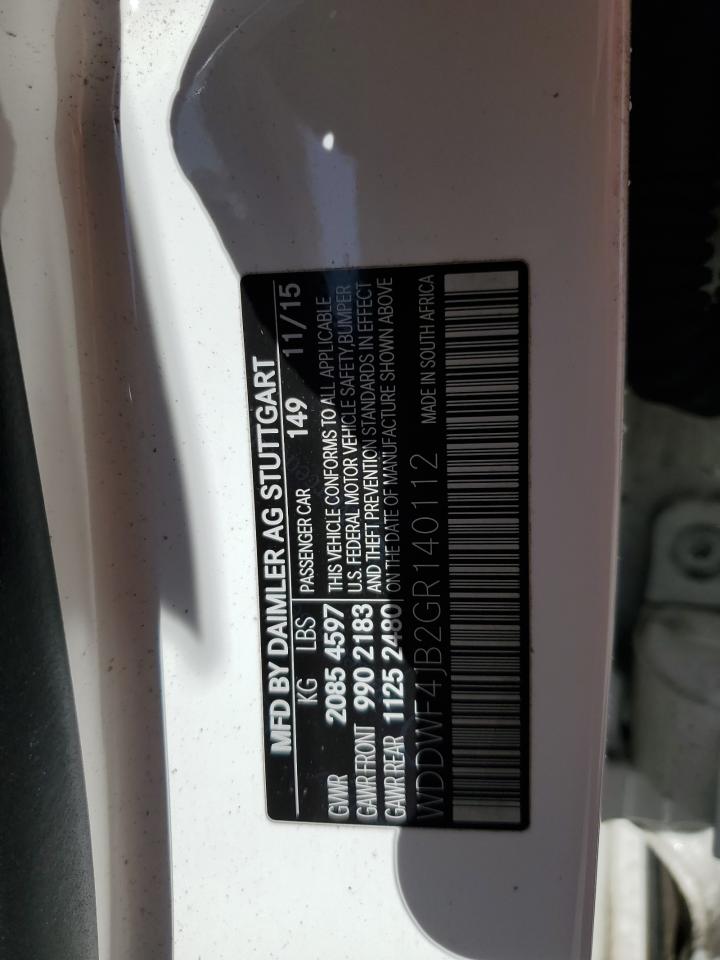 MFD BY DAIMLER AG STUTTGART
KG LBS PASSENGER CAR 149 11/15
GVWR 2085 4597 THIS VEHICLE CONFORMS TO ALL APPLICABLE
GAWR FRONT 990 2183 U.S. FEDERAL MOTOR VEHICLE SAFETY,BUMPER
GAWR REAR 1125 2480 AND THEFT PREVENTION STANDARDS IN EFFECT
ON THE DATE OF MANUFACTURE SHOWN ABOVE
WDDWF4JB2GR140112 MADE IN SOUTH AFRICA